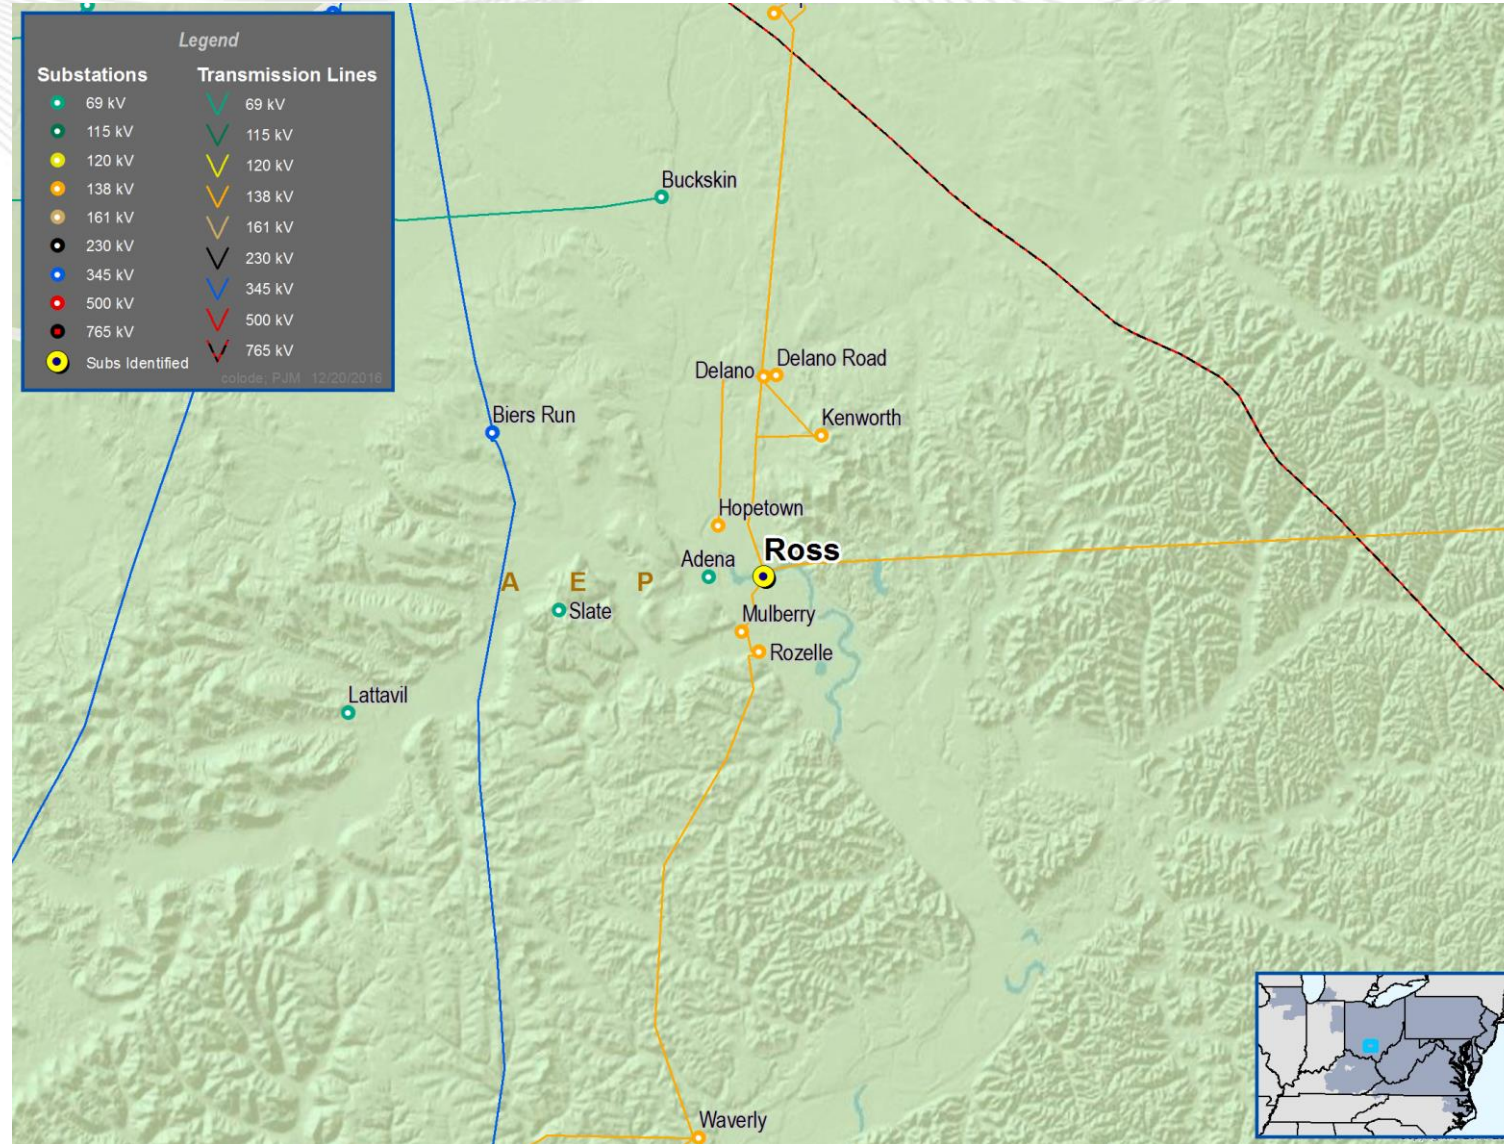 Legend
Substations
Transmission Lines
69 kV
69 kV
115 kV
115 kV
120 kV
120 kV
138 kV
138 kV
161 kV
161 kV
230 kV
230 kV
345 kV
345 kV
500 kV
500 kV
765 kV
765 kV
Subs Identified
colode, PJM 12/20/2016
Buckskin
Delano
Delano Road
Biers Run
Kenworth
Hopetown
Ross
Adena
A E P
Slate
Mulberry
Rozelle
Lattavil
Waverly